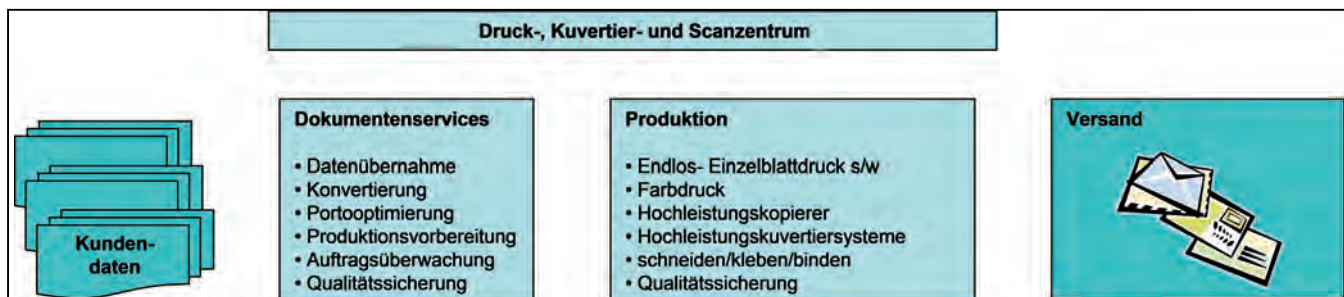 Druck-, Kuvertier- und Scanzentrum
Kunden-
daten
Dokumentenservices
• Datenübernahme
• Konvertierung
• Portooptimierung
• Produktionsvorbereitung
• Auftragsüberwachung
• Qualitätssicherung
Produktion
• Endlos- Einzelblattdruck s/w
• Farbdruck
• Hochleistungskopierer
• Hochleistungskuvertiersysteme
• schneiden/kleben/binden
• Qualitätssicherung
Versand